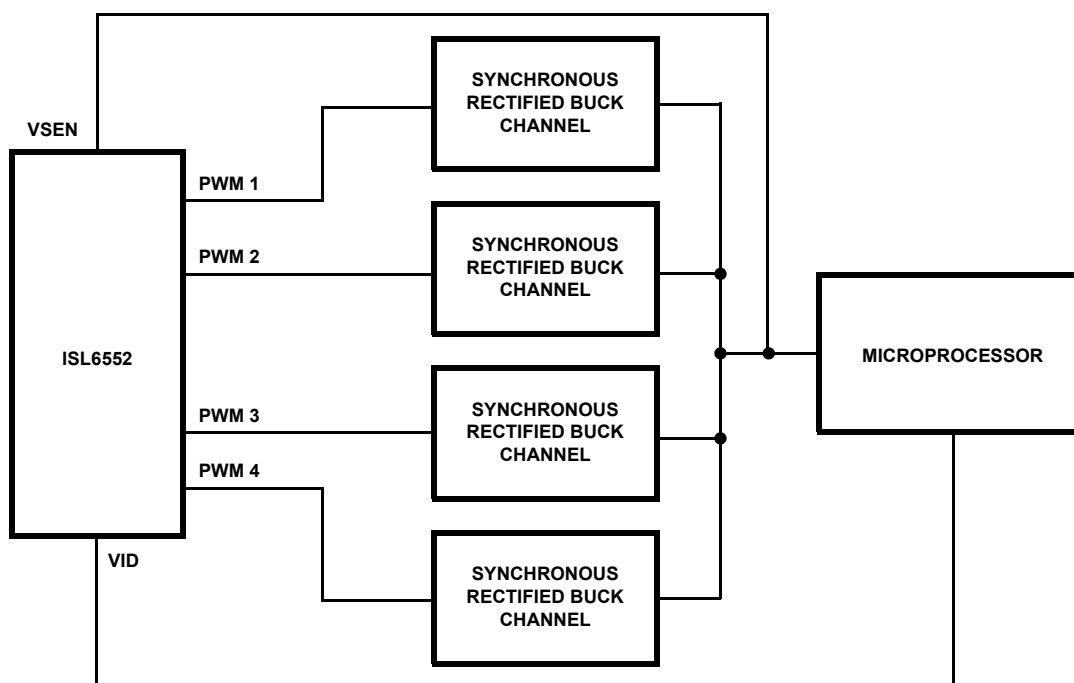 VSEN
PWM 1
PWM 2
ISL6552
PWM 3
PWM 4
VID
SYNCHRONOUS
RECTIFIED BUCK
CHANNEL
SYNCHRONOUS
RECTIFIED BUCK
CHANNEL
SYNCHRONOUS
RECTIFIED BUCK
CHANNEL
SYNCHRONOUS
RECTIFIED BUCK
CHANNEL
MICROPROCESSOR